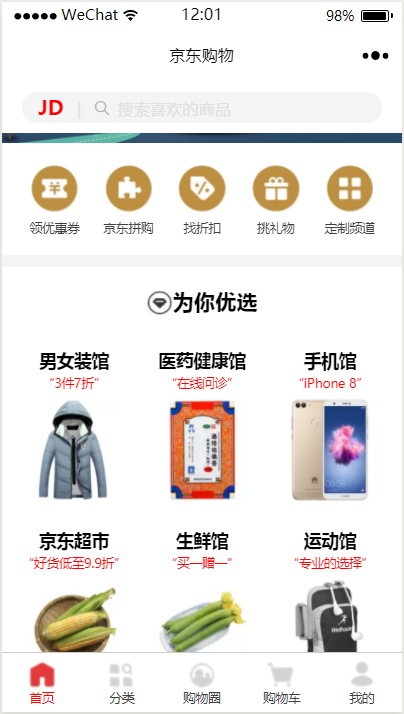 WeChat 12:01 98%
京东购物
JD | 搜索喜欢的商品
领优惠券 京东拼购 找折扣 挑礼物 定制频道
为你优选
男女装馆 医药健康馆 手机馆
“3件7折” “在线问诊” “iPhone 8”
京东超市 生鲜馆 运动馆
“好货低至9.9折” “买一赠一” “专业的选择”
首页 分类 购物圈 购物车 我的